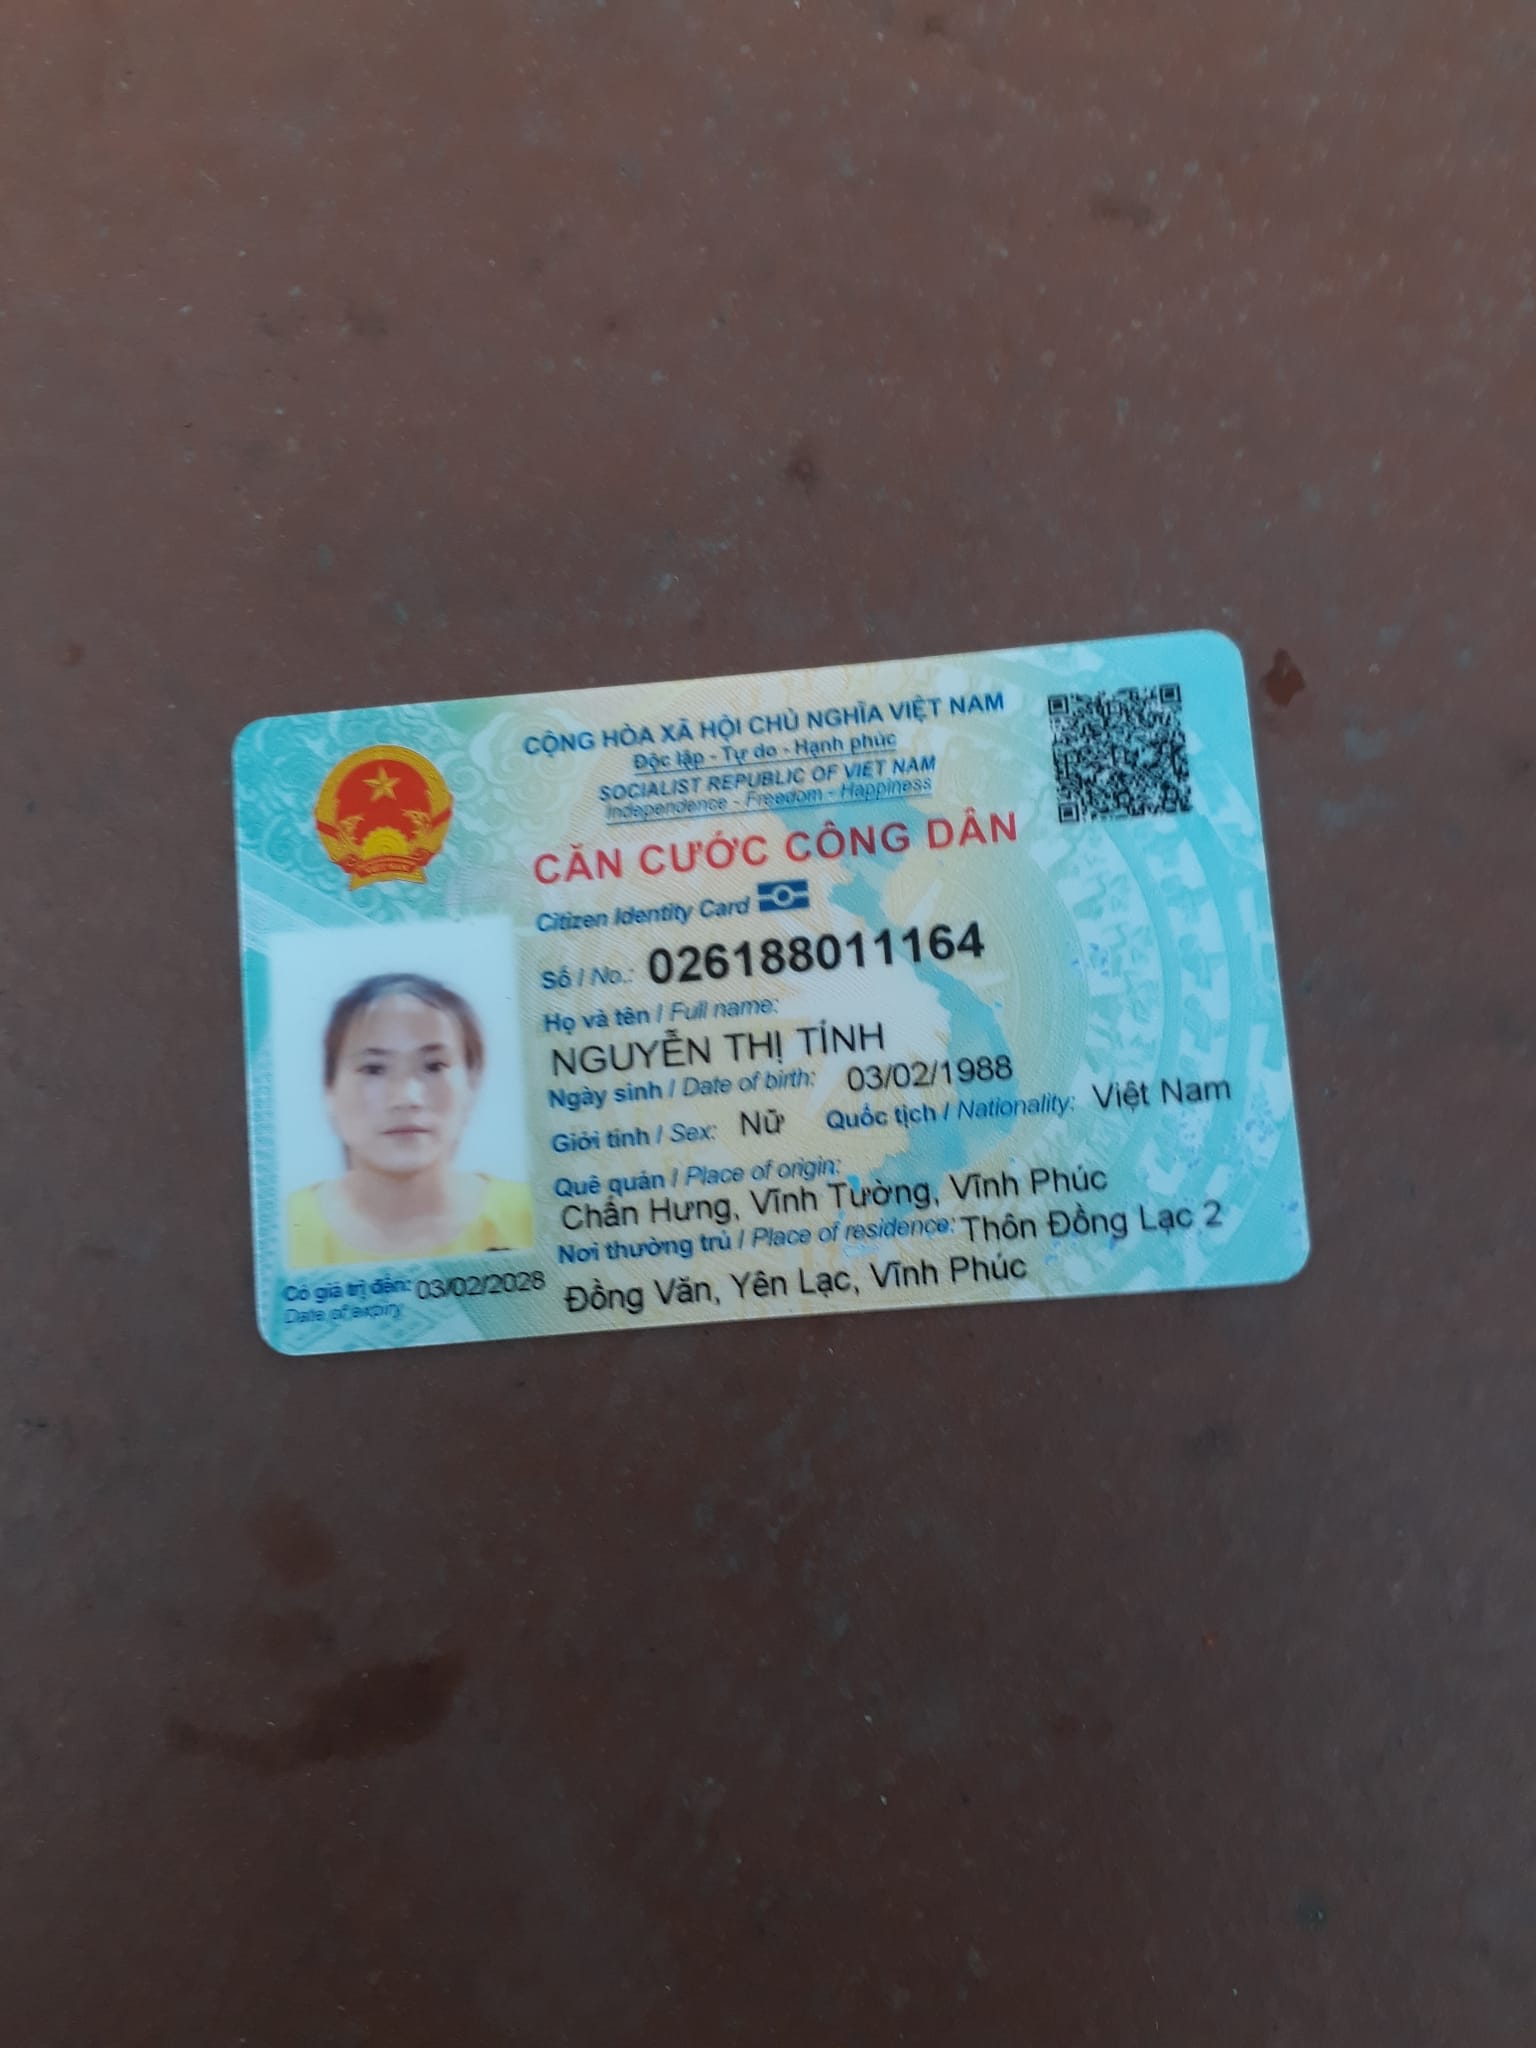 CỘNG HÒA XÃ HỘI CHỦ NGHĨA VIỆT NAM
Độc lập - Tự do - Hạnh phúc
SOCIALIST REPUBLIC OF VIET NAM
Independence - Freedom - Happiness
CĂN CƯỚC CÔNG DÂN
Citizen Identity Card
Số / No.: 026188011164
Họ và tên / Full name:
NGUYỄN THỊ TÍNH
Ngày sinh / Date of birth: 03/02/1988
Giới tính / Sex: Nữ Quốc tịch / Nationality: Việt Nam
Quê quán / Place of origin:
Chấn Hưng, Vĩnh Tường, Vĩnh Phúc
Nơi thường trú / Place of residence: Thôn Đồng Lạc 2
Đồng Văn, Yên Lạc, Vĩnh Phúc
Có giá trị đến: 03/02/2028
Date of expiry